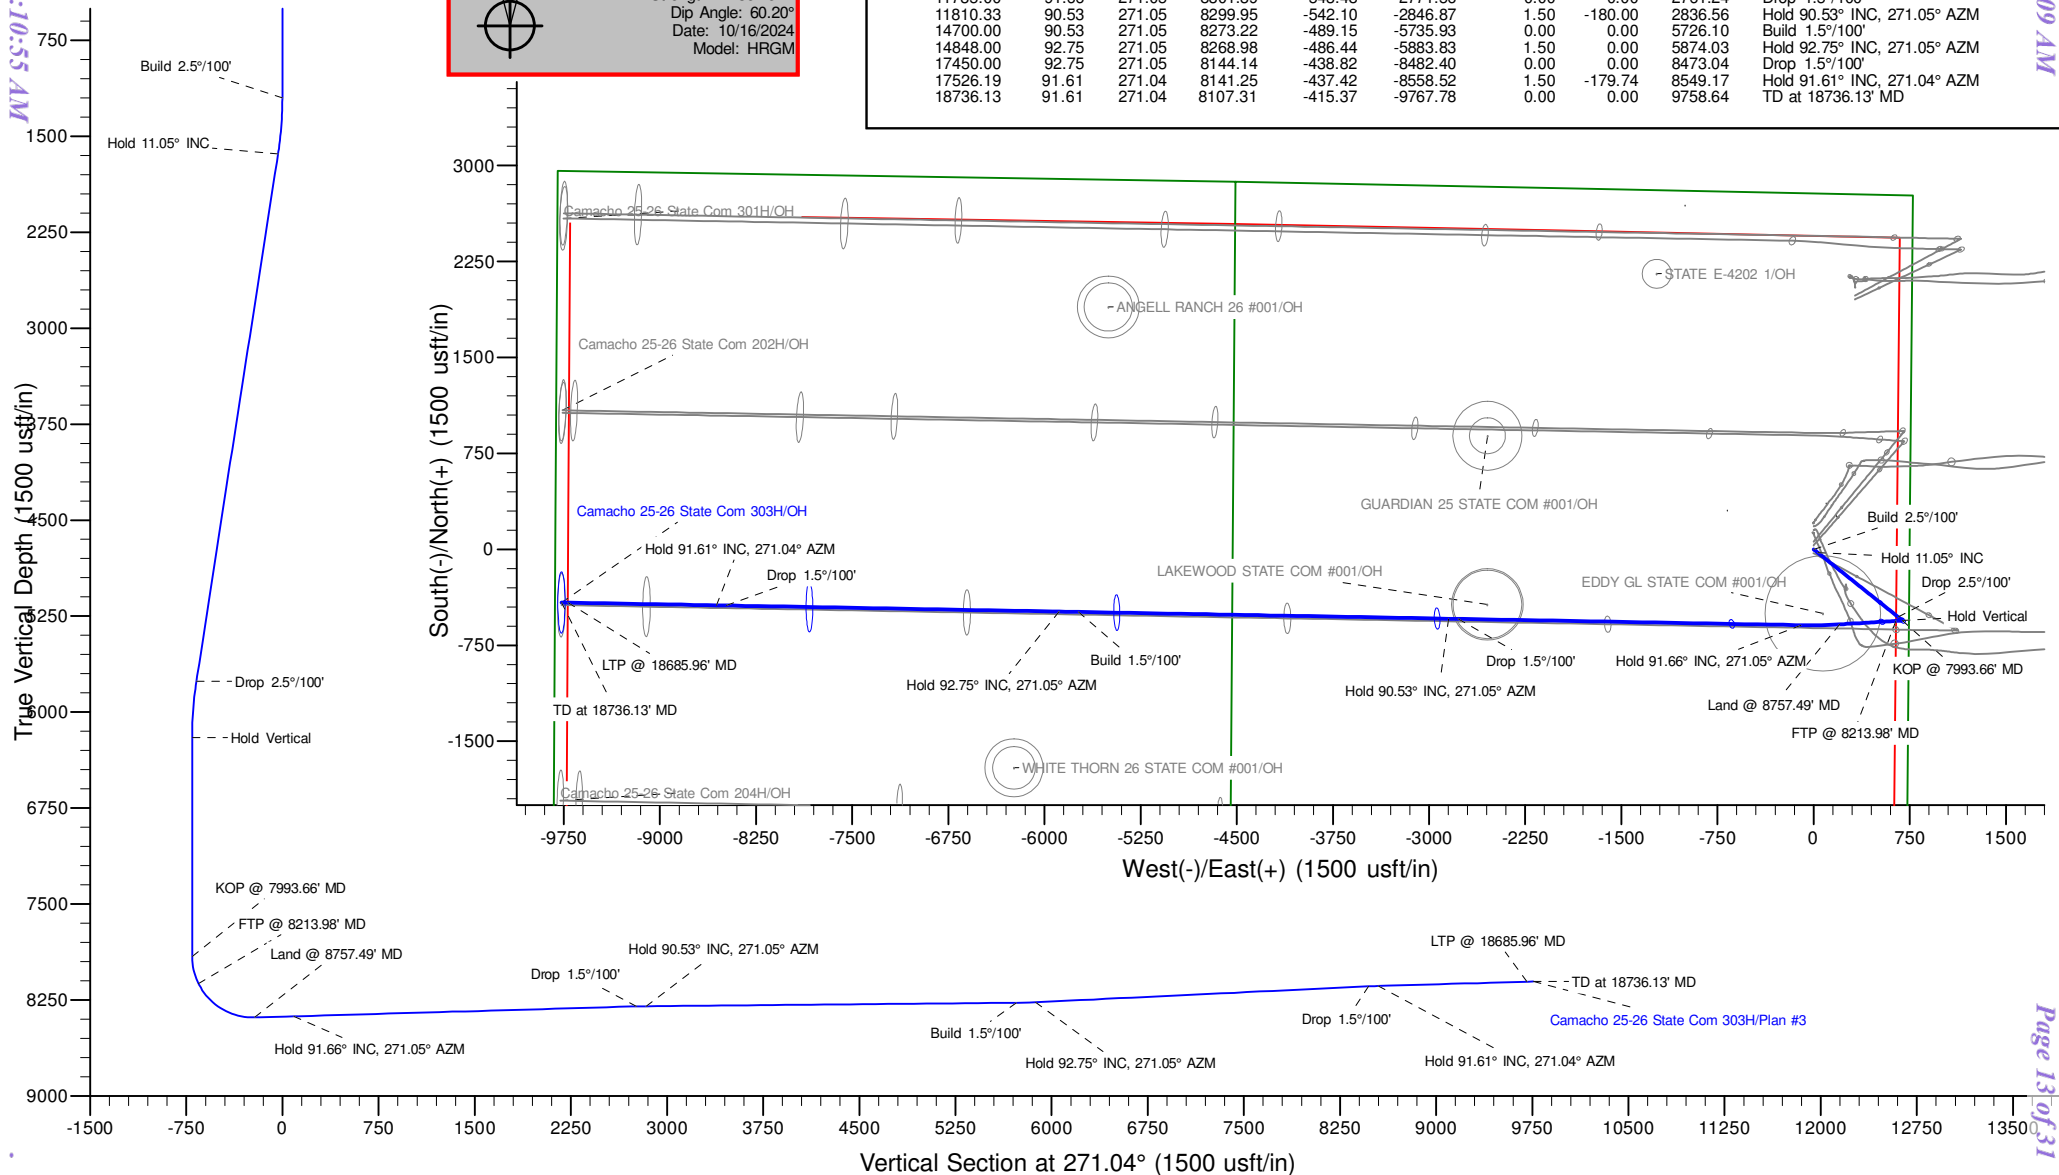 :10:55 AM
09 AM
Dip Angle: 60.20°
Date: 10/16/2024
Model: HRGM
11810.33 90.53 271.05 8299.95 -542.10 -2846.87 1.50 -180.00 2836.56 Hold 90.53° INC, 271.05° AZM
14700.00 90.53 271.05 8273.22 -489.15 -5735.93 0.00 0.00 5726.10 Build 1.5°/100'
14848.00 92.75 271.05 8268.98 -486.44 -5883.83 1.50 0.00 5874.03 Hold 92.75° INC, 271.05° AZM
17450.00 92.75 271.05 8144.14 -438.82 -8482.40 0.00 0.00 8473.04 Drop 1.5°/100'
17526.19 91.61 271.04 8141.25 -437.42 -8558.52 1.50 -179.74 8549.17 Hold 91.61° INC, 271.04° AZM
18736.13 91.61 271.04 8107.31 -415.37 -9767.78 0.00 0.00 9758.64 TD at 18736.13' MD
True Vertical Depth (1500 usft/in)
750
1500
2250
3000
3750
4500
5250
6000
6750
7500
8250
9000
Build 2.5°/100'
Hold 11.05° INC
Drop 2.5°/100'
Hold Vertical
KOP @ 7993.66' MD
FTP @ 8213.98' MD
Land @ 8757.49' MD
Hold 91.66° INC, 271.05° AZM
Drop 1.5°/100'
Hold 90.53° INC, 271.05° AZM
Build 1.5°/100'
Hold 92.75° INC, 271.05° AZM
Drop 1.5°/100'
Hold 91.61° INC, 271.04° AZM
LTP @ 18685.96' MD
TD at 18736.13' MD
Camacho 25-26 State Com 303H/Plan #3
-1500 -750 0 750 1500 2250 3000 3750 4500 5250 6000 6750 7500 8250 9000 9750 10500 11250 12000 12750 13500
Vertical Section at 271.04° (1500 usft/in)
South(-)/North(+) (1500 usft/in)
3000
2250
1500
750
0
-750
-1500
Camacho 25-26 State Com 301H/OH
STATE E-4202 1/OH
ANGELL RANCH 26 #001/OH
Camacho 25-26 State Com 202H/OH
GUARDIAN 25 STATE COM #001/OH
Camacho 25-26 State Com 303H/OH
Hold 91.61° INC, 271.04° AZM
Drop 1.5°/100'
LAKEWOOD STATE COM #001/OH
EDDY GL STATE COM #001/OH
Build 2.5°/100'
Hold 11.05° INC
Drop 2.5°/100'
Hold Vertical
LTP @ 18685.96' MD
TD at 18736.13' MD
Hold 92.75° INC, 271.05° AZM
Build 1.5°/100'
Hold 90.53° INC, 271.05° AZM
Drop 1.5°/100'
Hold 91.66° INC, 271.05° AZM
KOP @ 7993.66' MD
Land @ 8757.49' MD
FTP @ 8213.98' MD
WHITE THORN 26 STATE COM #001/OH
Camacho 25-26 State Com 204H/OH
-9750 -9000 -8250 -7500 -6750 -6000 -5250 -4500 -3750 -3000 -2250 -1500 -750 0 750 1500
West(-)/East(+) (1500 usft/in)
Page 13 of 31